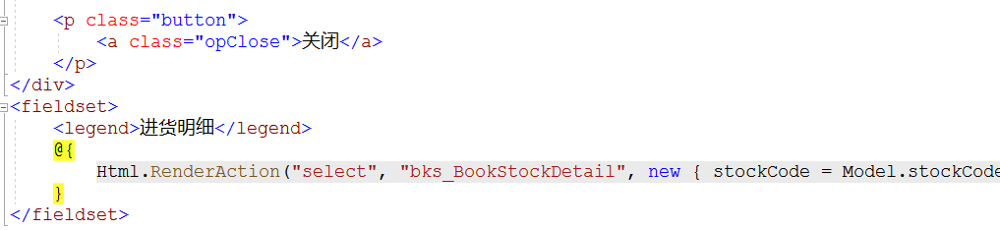 <p class="button">
<a class="opClose">关闭</a>
</p>
</div>
<fieldset>
<legend>进货明细</legend>
@{
Html.RenderAction("select", "bks_BookStockDetail", new { stockCode = Model.stockCode
}
</fieldset>